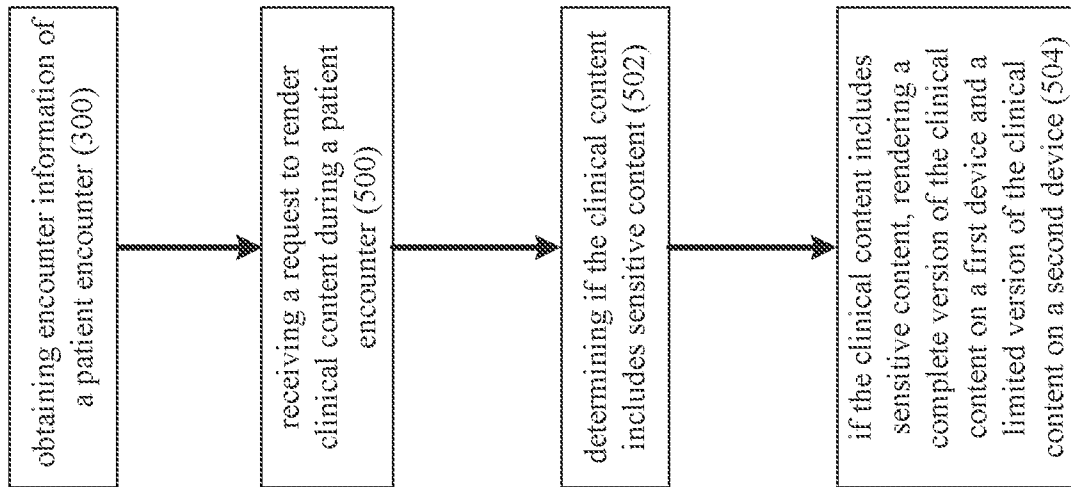 obtaining encounter information of
a patient encounter (300)
receiving a request to render
clinical content during a patient
encounter (500)
determining if the clinical content
includes sensitive content (502)
if the clinical content includes
sensitive content, rendering a
complete version of the clinical
content on a first device and a
limited version of the clinical
content on a second device (504)